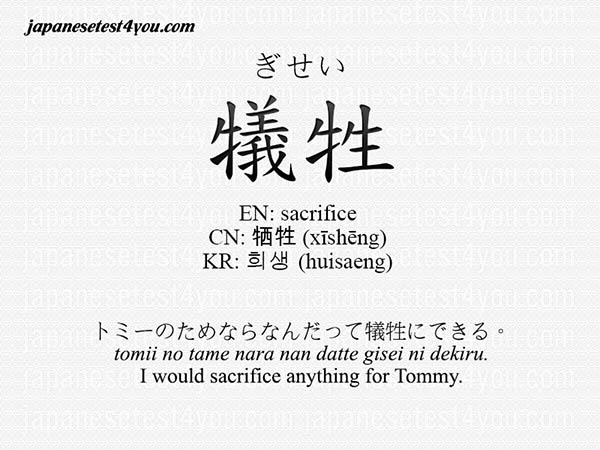 japanesetest4you.com
ぎせい
犠牲
EN: sacrifice
CN: 牺牲 (xīshēng)
KR: 희생 (huisaeng)
トミーのためならなんだって犠牲にできる。
tomii no tame nara nan datte gisei ni dekiru.
I would sacrifice anything for Tommy.